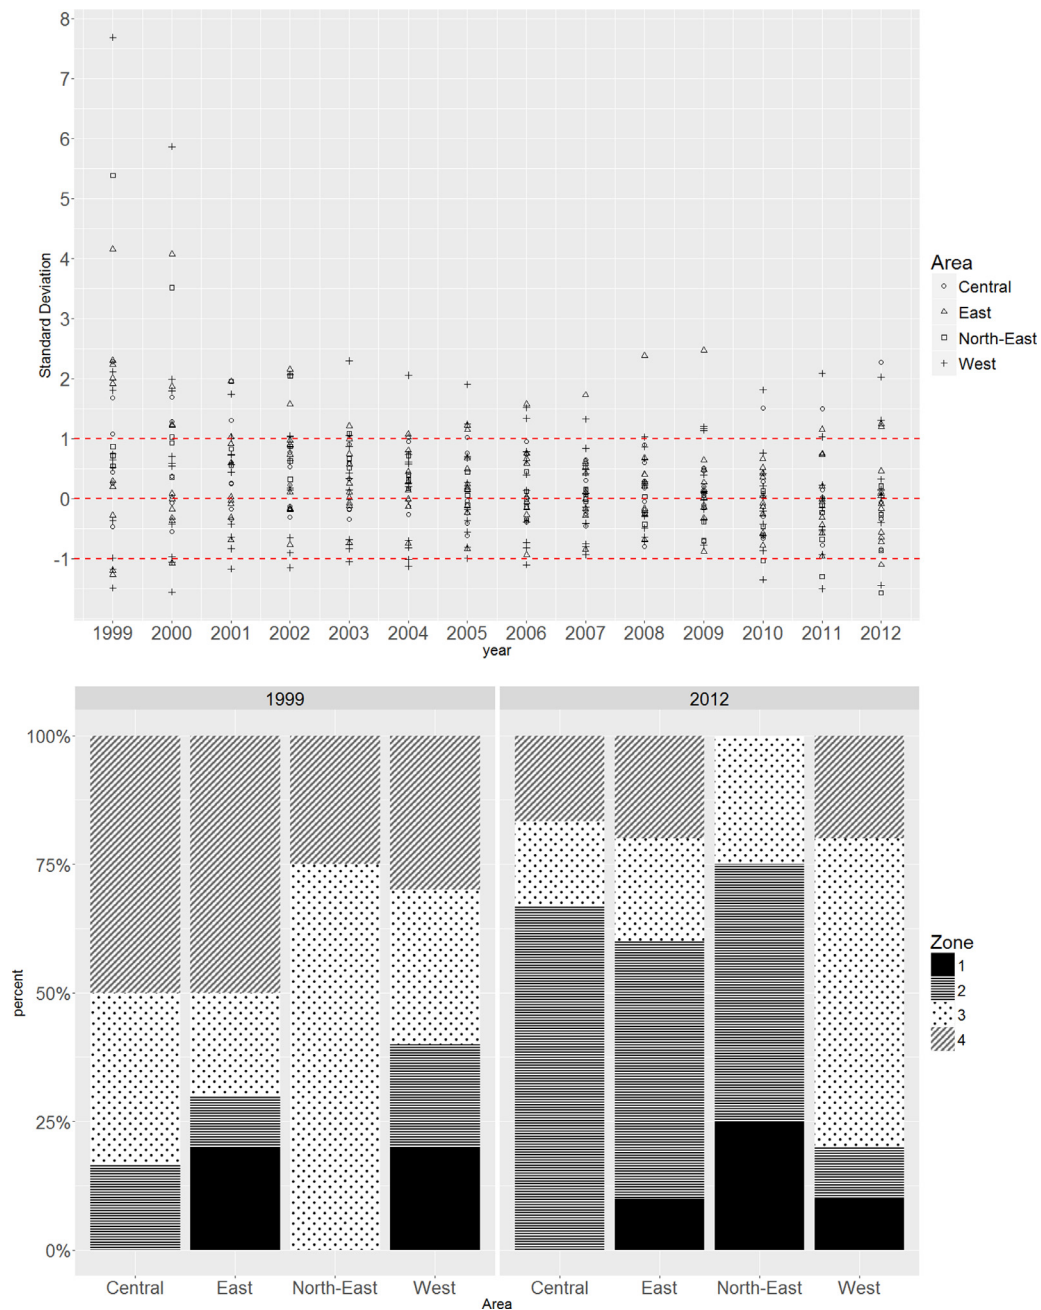 8
7
6
5
4
3
2
1
0
-1
Standard Deviation
1999 2000 2001 2002 2003 2004 2005 2006 2007 2008 2009 2010 2011 2012
year
Area
Central
East
North-East
West
1999 2012
100%
75%
50%
25%
0%
percent
Central East North-East West Central East North-East West
Area
Zone
1
2
3
4